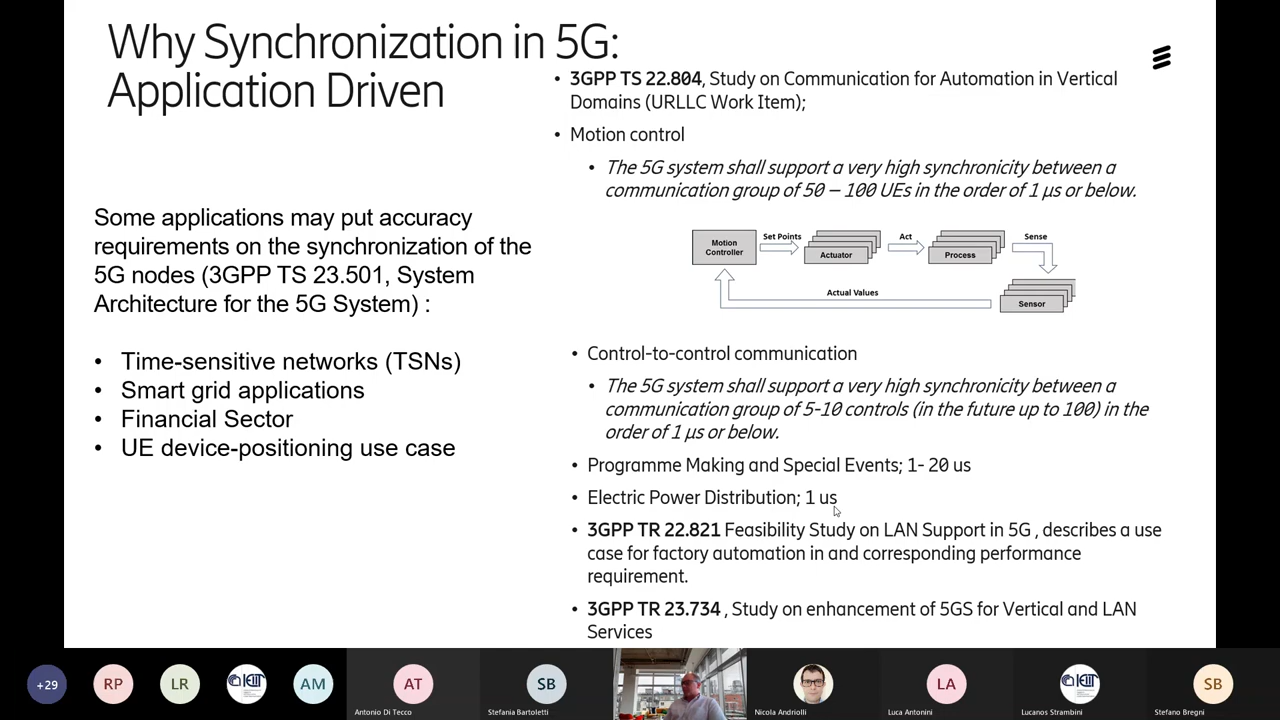 Why Synchronization in 5G:
Application Driven
Some applications may put accuracy
requirements on the synchronization of the
5G nodes (3GPP TS 23.501, System
Architecture for the 5G System) :
• Time-sensitive networks (TSNs)
• Smart grid applications
• Financial Sector
• UE device-positioning use case
• 3GPP TS 22.804, Study on Communication for Automation in Vertical
Domains (URLLC Work Item);
• Motion control
• The 5G system shall support a very high synchronicity between a
communication group of 50 – 100 UEs in the order of 1 µs or below.
Motion
Controller
Set Points
Actuator
Act
Process
Sense
Sensor
Actual Values
• Control-to-control communication
• The 5G system shall support a very high synchronicity between a
communication group of 5-10 controls (in the future up to 100) in the
order of 1 µs or below.
• Programme Making and Special Events; 1- 20 us
• Electric Power Distribution; 1 us
• 3GPP TR 22.821 Feasibility Study on LAN Support in 5G , describes a use
case for factory automation in and corresponding performance
requirement.
• 3GPP TR 23.734 , Study on enhancement of 5GS for Vertical and LAN
Services
+29
RP
LR
AM
AT
Antonio Di Tecco
SB
Stefania Bartoletti
Nicola Andriolli
LA
Luca Antonini
Lucanos Strambini
SB
Stefano Bregni